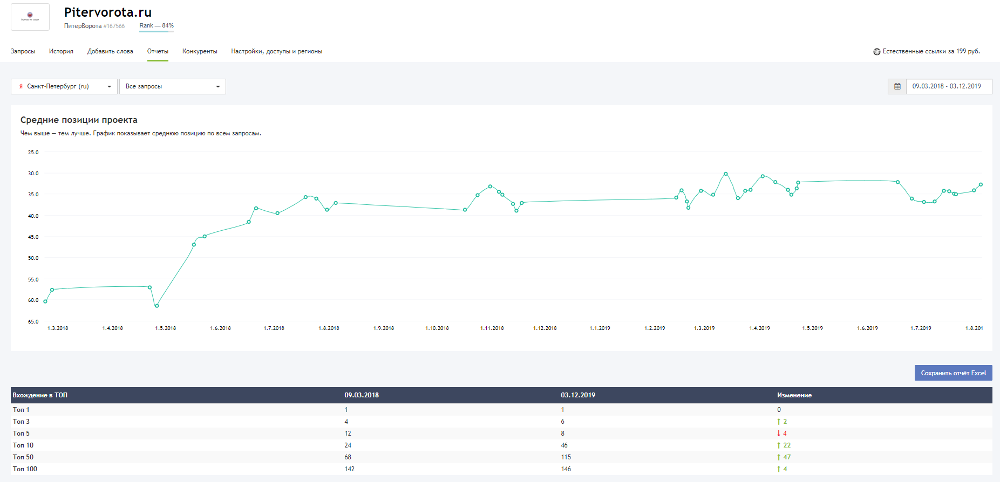 Pitervorota.ru
ПитерВорота #167566 Rank — 84%
Запросы История Добавить слова Отчеты Конкуренты Настройки, доступы и регионы Естественные ссылки за 199 руб.
Я Санкт-Петербург (ru) Все запросы 09.03.2018 - 03.12.2019
Средние позиции проекта
Чем выше — тем лучше. График показывает среднюю позицию по всем запросам.
25.0
30.0
35.0
40.0
45.0
50.0
55.0
60.0
65.0
1.3.2018 1.4.2018 1.5.2018 1.6.2018 1.7.2018 1.8.2018 1.9.2018 1.10.2018 1.11.2018 1.12.2018 1.1.2019 1.2.2019 1.3.2019 1.4.2019 1.5.2019 1.6.2019 1.7.2019 1.8.201
Сохранить отчёт Excel
Вхождение в ТОП 09.03.2018 03.12.2019 Изменение
Топ 1 1 1 0
Топ 3 4 6 ↑ 2
Топ 5 12 8 ↓ 4
Топ 10 24 46 ↑ 22
Топ 50 68 115 ↑ 47
Топ 100 142 146 ↑ 4